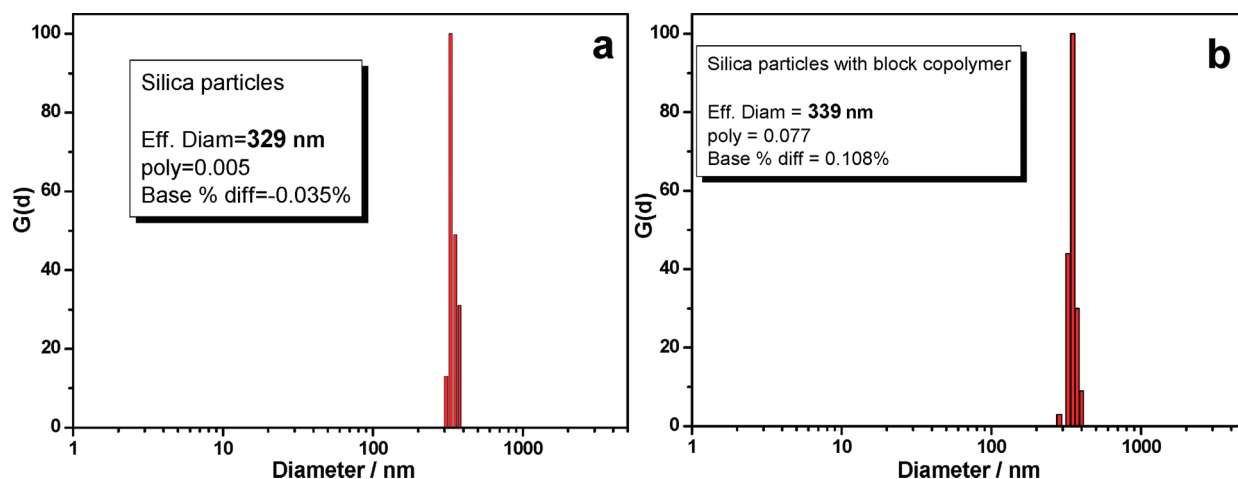 a
Silica particles
Eff. Diam=329 nm
poly=0.005
Base % diff=-0.035%
G(d)
100
80
60
40
20
0
1
10
100
1000
Diameter / nm
b
Silica particles with block copolymer
Eff. Diam = 339 nm
poly = 0.077
Base % diff = 0.108%
G(d)
100
80
60
40
20
0
1
10
100
1000
Diameter / nm